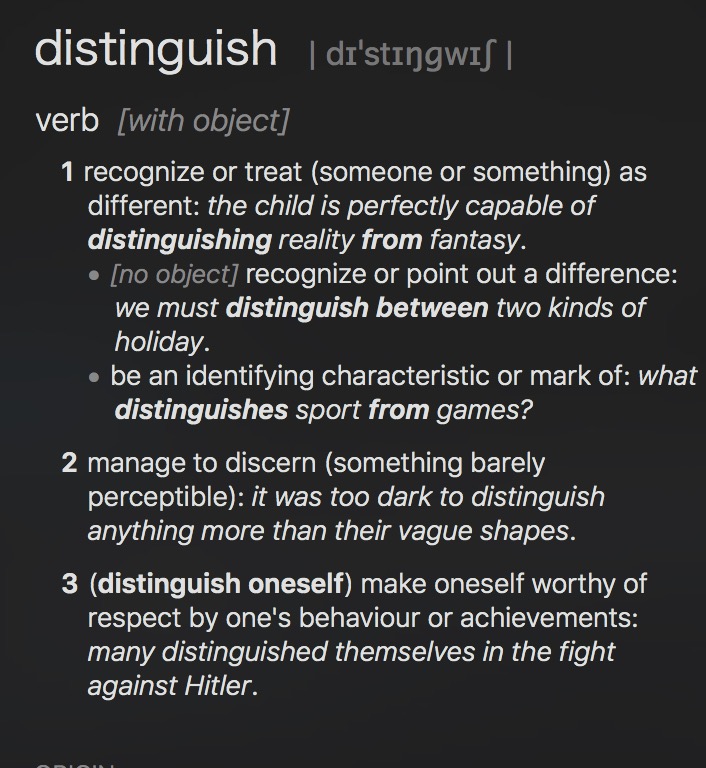 distinguish | dɪˈstɪŋɡwɪʃ |
verb [with object]
1 recognize or treat (someone or something) as
different: the child is perfectly capable of
distinguishing reality from fantasy.
• [no object] recognize or point out a difference:
we must distinguish between two kinds of
holiday.
• be an identifying characteristic or mark of: what
distinguishes sport from games?
2 manage to discern (something barely
perceptible): it was too dark to distinguish
anything more than their vague shapes.
3 (distinguish oneself) make oneself worthy of
respect by one's behaviour or achievements:
many distinguished themselves in the fight
against Hitler.
ORIGIN